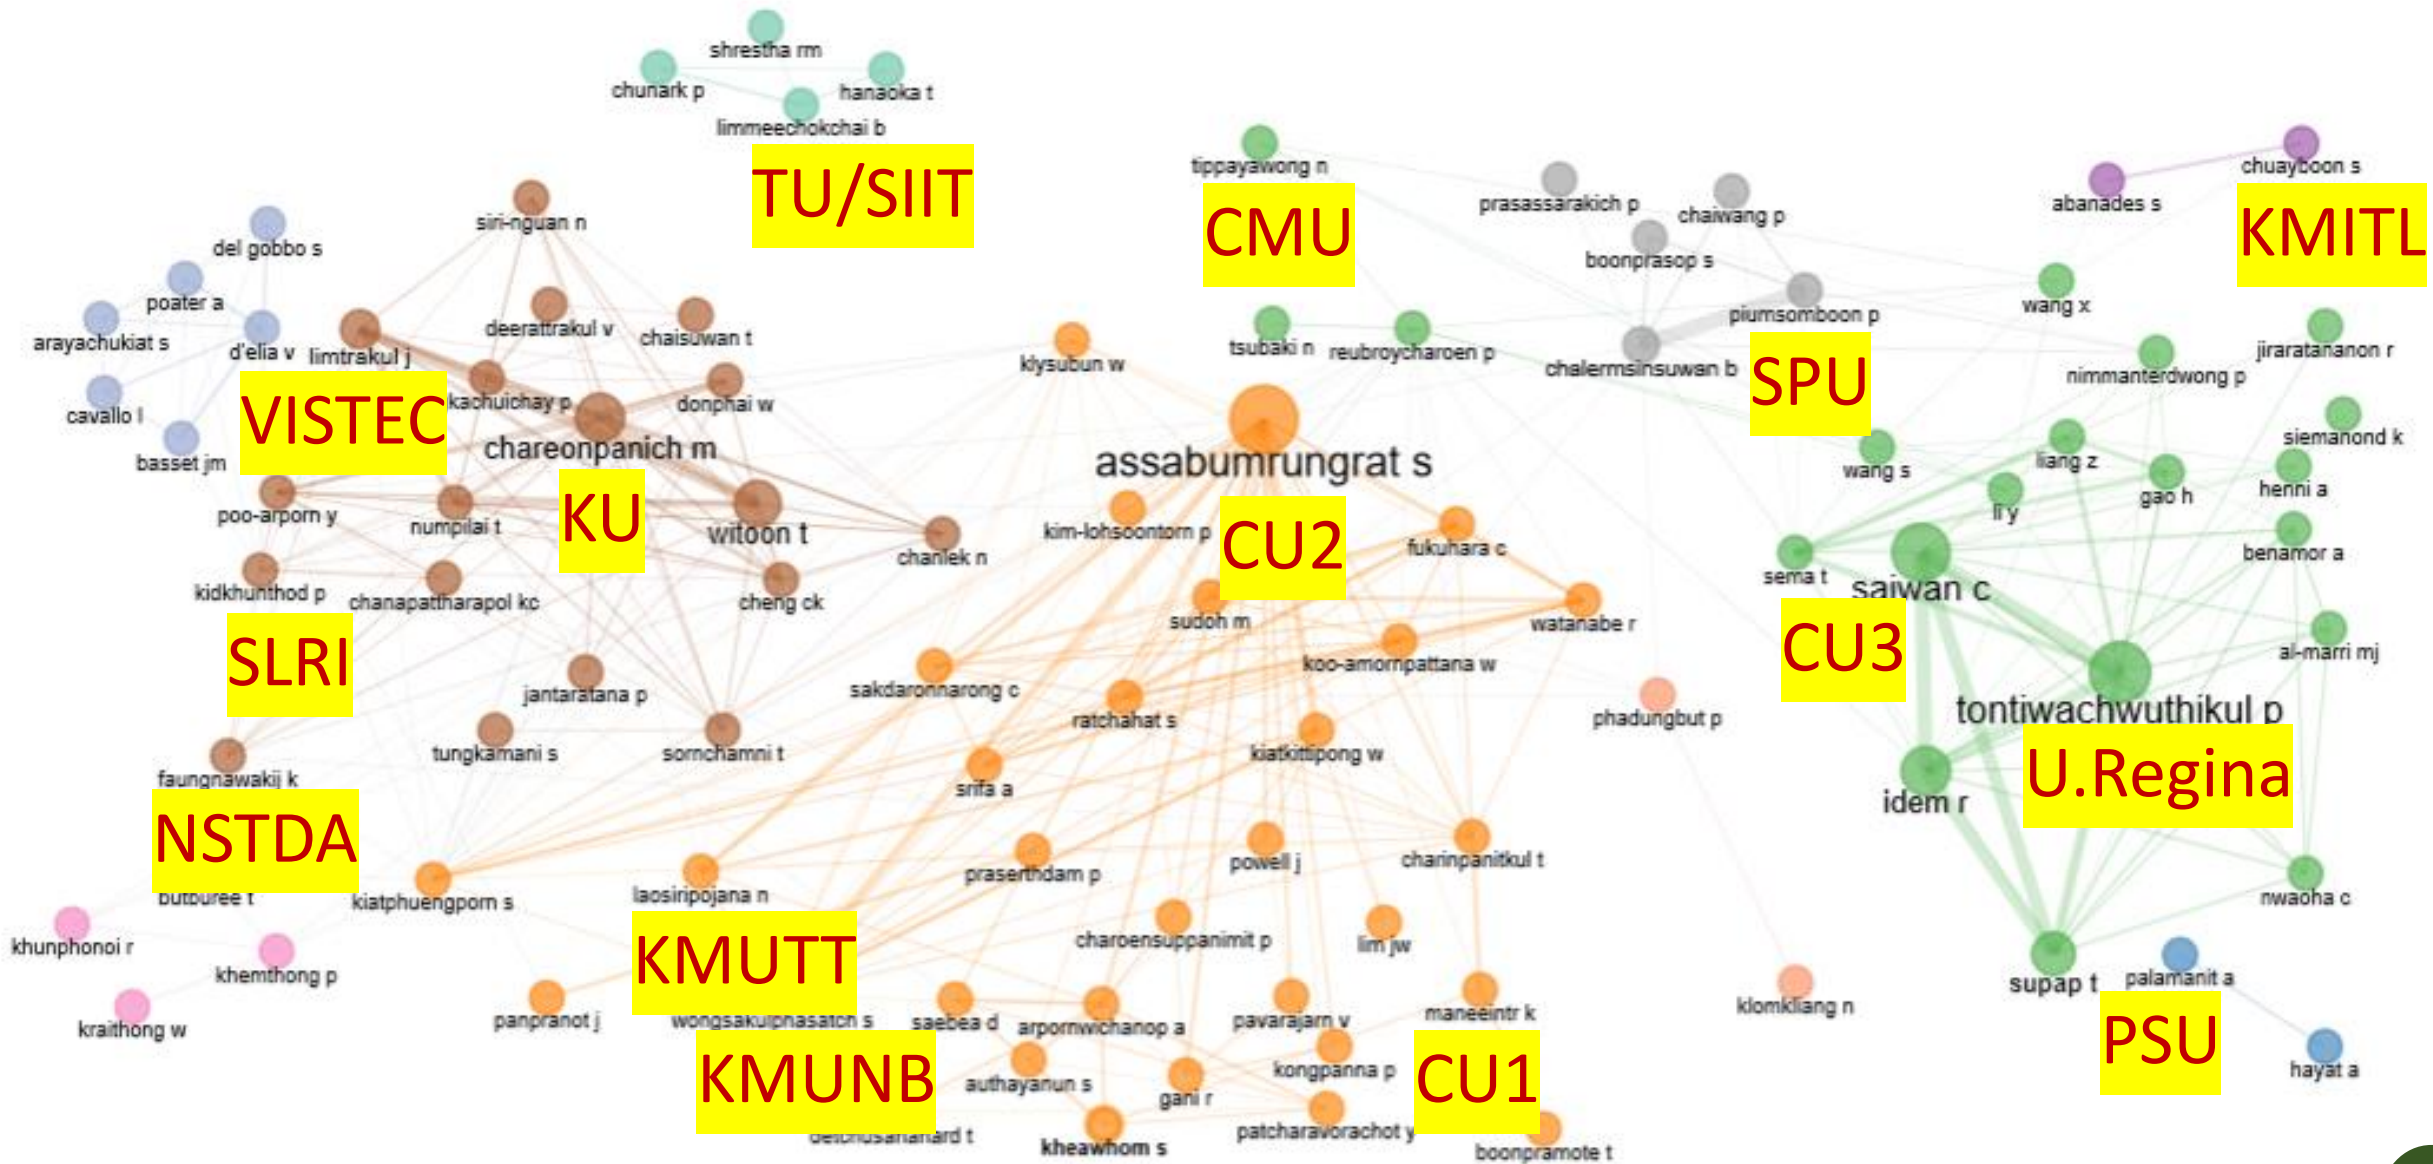 shrestha rm
chunark p
hanaoka t
limmeechokchai b
TU/SIIT
tippayawong n
CMU
prasassarakich p
chaiwang p
boonprasop s
piumsomboon p
chalermsinsuwan b
SPU
chuayboon s
abanades s
KMITL
wang x
jiraratananon r
nimmanterdwong p
siemanond k
del gobbo s
poater a
arayachukiat s
d'elia v
cavallo l
basset jm
VISTEC
siri-nguan n
limtrakul j
deerattrakul v
chaisuwan t
kachuichay p
donphai w
chareonpanich m
KU
poo-arporn y
numpilai t
witoon t
chanlek n
kidkhunthod p
chanapattharapol kc
cheng ck
SLRI
jantaratana p
tungkamani s
sornchamni t
faungnawakij k
NSTDA
butburee t
khunphonoi r
khemthong p
kraithong w
klysubun w
tsubaki n
reubroycharoen p
assabumrungrat s
CU2
kim-lohsoontorn p
fukuhara c
sudoh m
watanabe r
koo-amornpattana w
sakdaronnarong c
ratchahat s
kiatkittipong w
srifa a
phadungbut p
klomkliang n
kiatphuengporn s
laosiripojana n
praserthdam p
powell j
charinpanitkul t
KMUTT
charoensuppanimit p
lim jw
panpranot j
wongsakulphasatch s
saebea d
arpornwichanop a
pavarajarn v
maneeintr k
KMUNB
authayanun s
gani r
kongpanna p
CU1
detchusananard t
kheawhom s
patcharavorachot y
boonpramote t
wang s
liang z
gao h
henni a
li y
sema t
saiwan c
benamor a
CU3
al-marri mj
tontiwachwuthikul p
U.Regina
idem r
nwaoha c
supap t
palamanit a
PSU
hayat a